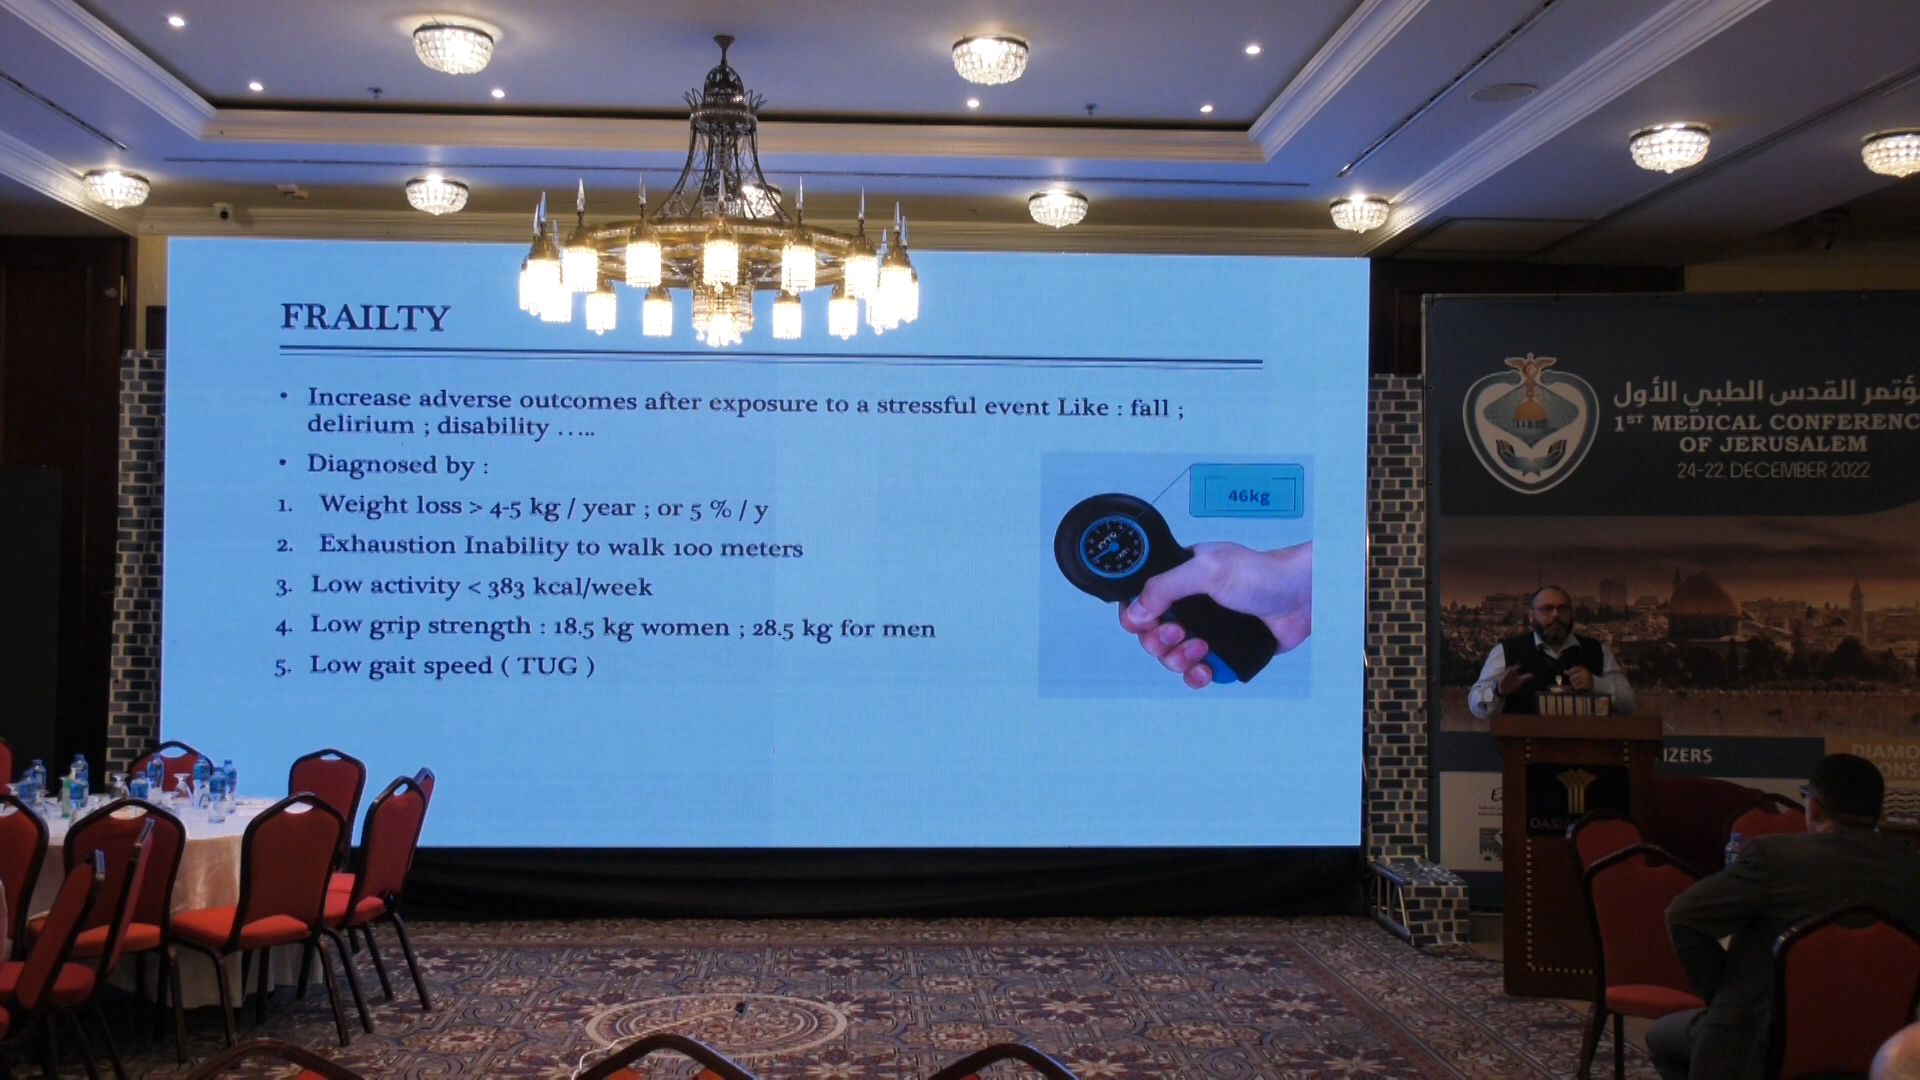 FRAILTY
• Increase adverse outcomes after exposure to a stressful event Like : fall ;
delirium ; disability .....
• Diagnosed by :
1. Weight loss > 4-5 kg / year ; or 5 % / y
2. Exhaustion Inability to walk 100 meters
3. Low activity < 383 kcal/week
4. Low grip strength : 18.5 kg women ; 28.5 kg for men
5. Low gait speed ( TUG )
46kg
القدس الطبي الأول
1ST MEDICAL CONFERENC
OF JERUSALEM
24-22 DECEMBER 2022
IZERS
DIAMO
ONS
OASIS